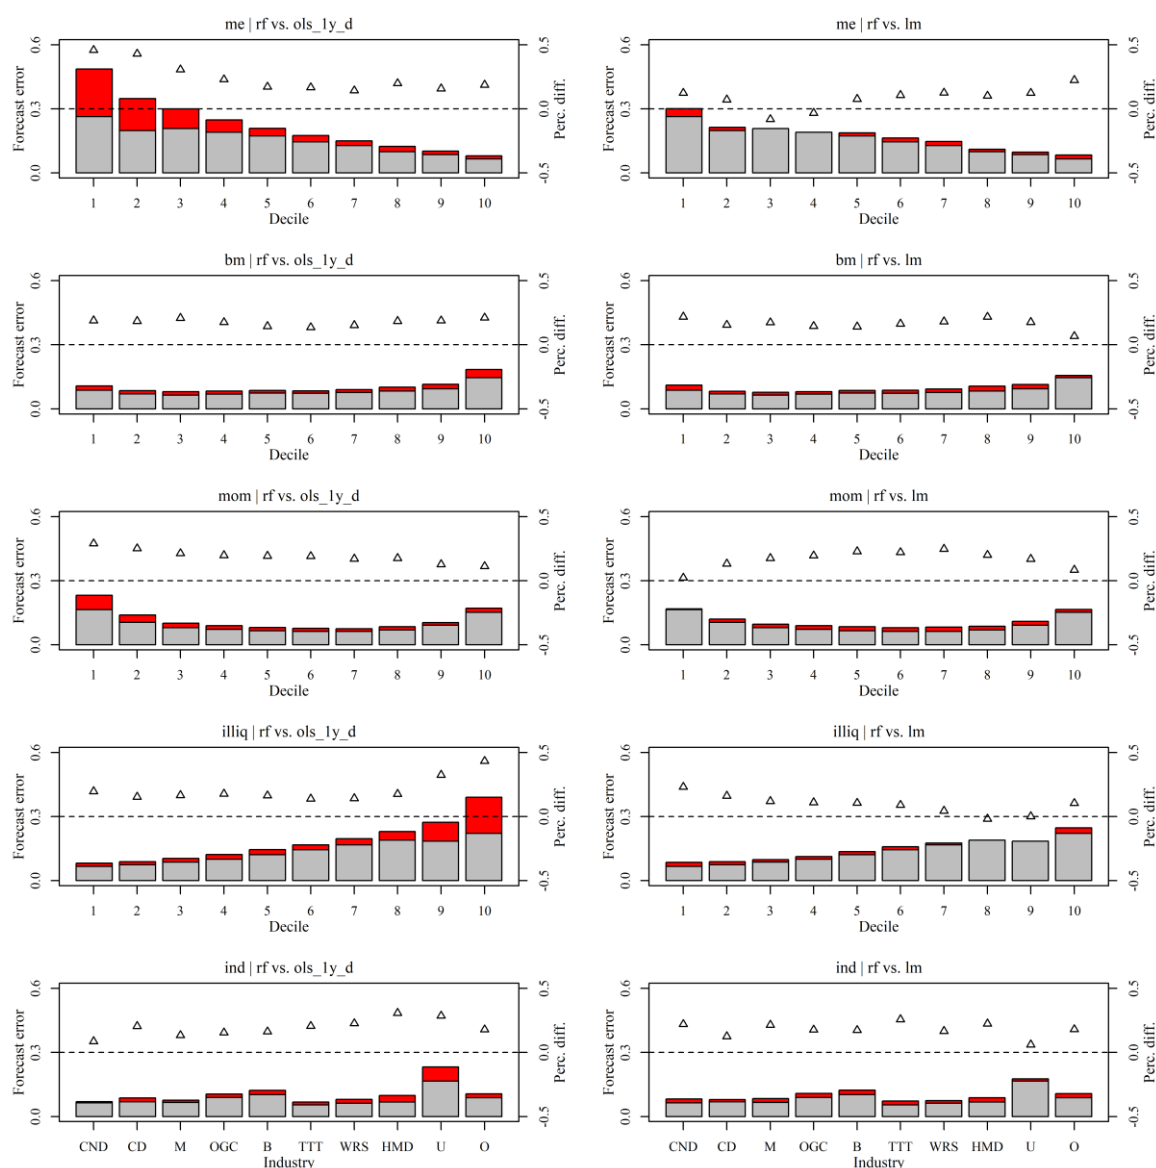 me | rf vs. ols_1y_d
Forecast error
0.0 0.3 0.6
-0.5 0.0 0.5
Perc. diff.
1 2 3 4 5 6 7 8 9 10
Decile
me | rf vs. lm
Forecast error
0.0 0.3 0.6
-0.5 0.0 0.5
Perc. diff.
1 2 3 4 5 6 7 8 9 10
Decile
bm | rf vs. ols_1y_d
Forecast error
0.0 0.3 0.6
-0.5 0.0 0.5
Perc. diff.
1 2 3 4 5 6 7 8 9 10
Decile
bm | rf vs. lm
Forecast error
0.0 0.3 0.6
-0.5 0.0 0.5
Perc. diff.
1 2 3 4 5 6 7 8 9 10
Decile
mom | rf vs. ols_1y_d
Forecast error
0.0 0.3 0.6
-0.5 0.0 0.5
Perc. diff.
1 2 3 4 5 6 7 8 9 10
Decile
mom | rf vs. lm
Forecast error
0.0 0.3 0.6
-0.5 0.0 0.5
Perc. diff.
1 2 3 4 5 6 7 8 9 10
Decile
illiq | rf vs. ols_1y_d
Forecast error
0.0 0.3 0.6
-0.5 0.0 0.5
Perc. diff.
1 2 3 4 5 6 7 8 9 10
Decile
illiq | rf vs. lm
Forecast error
0.0 0.3 0.6
-0.5 0.0 0.5
Perc. diff.
1 2 3 4 5 6 7 8 9 10
Decile
ind | rf vs. ols_1y_d
Forecast error
0.0 0.3 0.6
-0.5 0.0 0.5
Perc. diff.
CND CD M OGC B TTT WRS HMD U O
Industry
ind | rf vs. lm
Forecast error
0.0 0.3 0.6
-0.5 0.0 0.5
Perc. diff.
CND CD M OGC B TTT WRS HMD U O
Industry